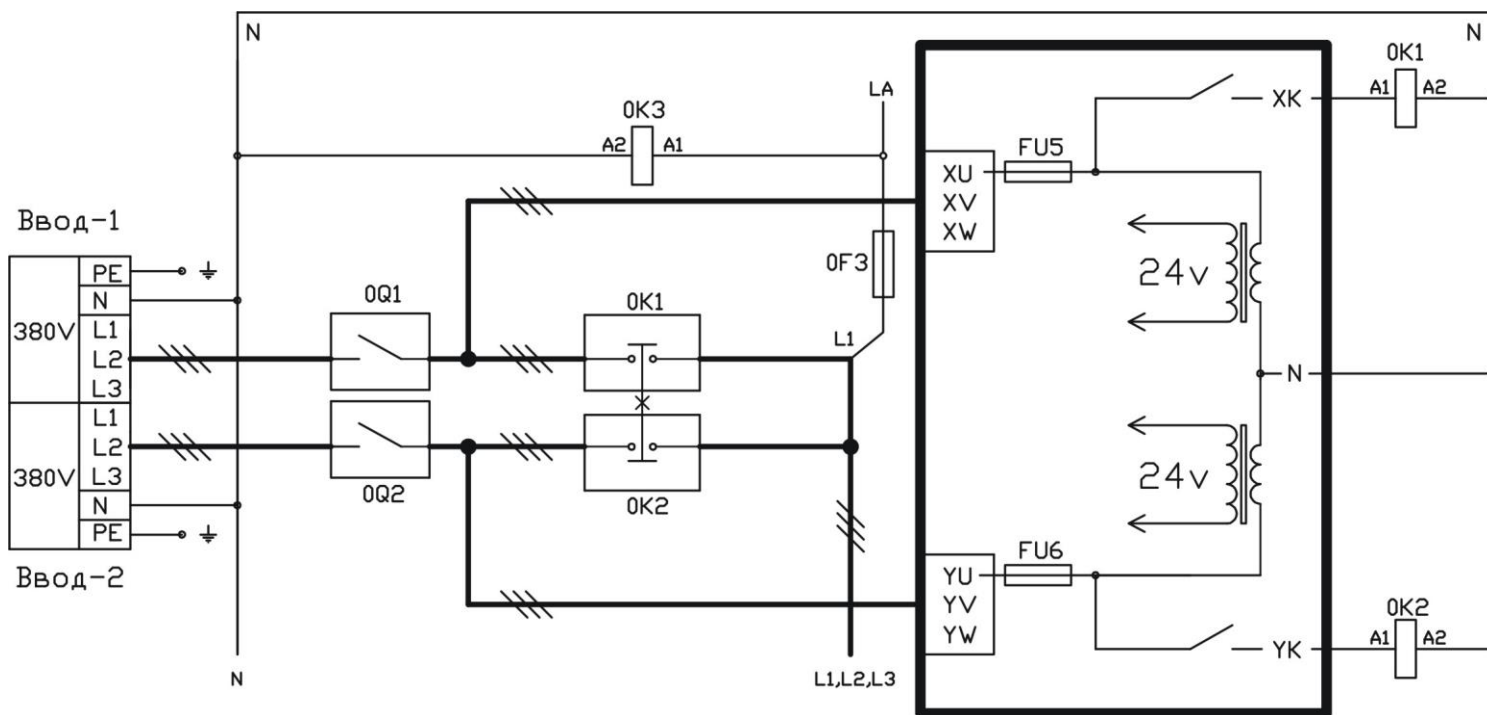 N
N
0K1
A1
A2
XK
LA
0K3
A2
A1
FU5
XU
XV
XW
0F3
24v
Ввод-1
380V
PE
N
L1
L2
L3
0Q1
0K1
L1
N
380V
L1
L2
L3
N
PE
0Q2
0K2
24v
Ввод-2
FU6
YU
YV
YW
0K2
A1
A2
YK
N
L1,L2,L3